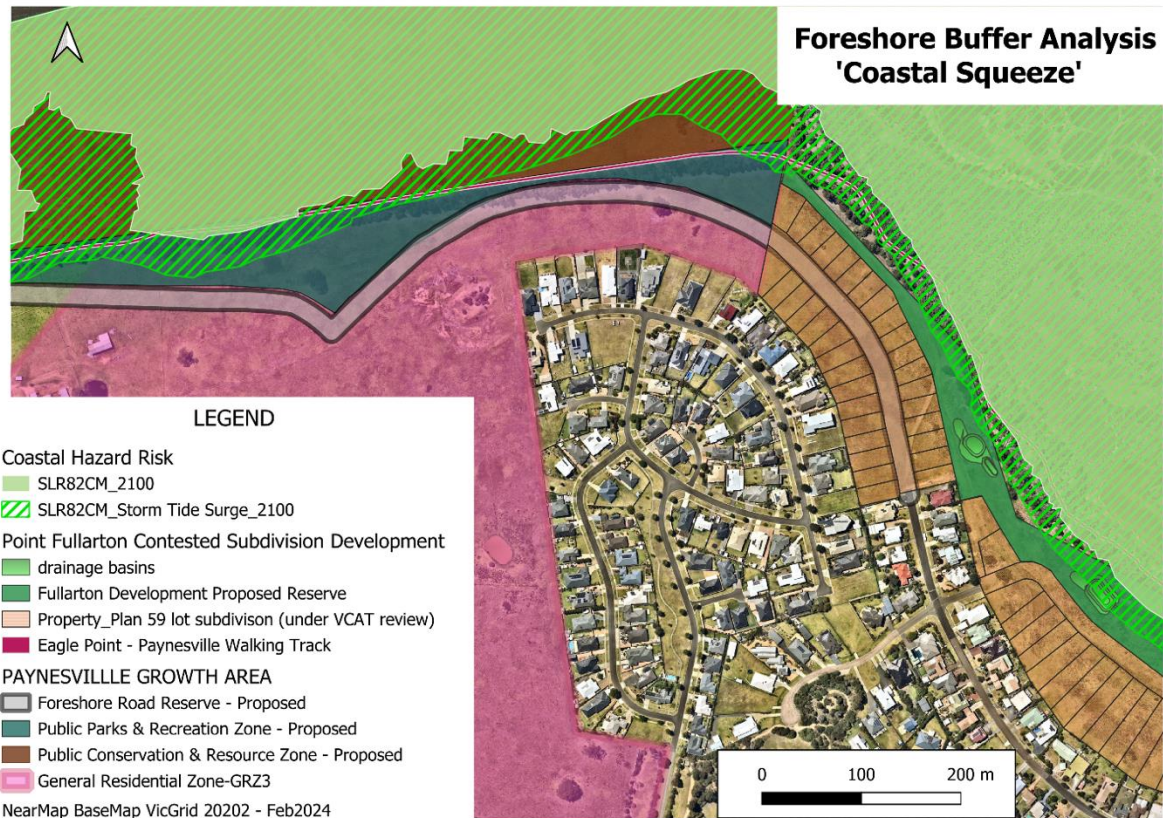 Foreshore Buffer Analysis
'Coastal Squeeze'
LEGEND
Coastal Hazard Risk
SLR82CM_2100
SLR82CM_Storm Tide Surge_2100
Point Fullarton Contested Subdivision Development
drainage basins
Fullarton Development Proposed Reserve
Property_Plan 59 lot subdivison (under VCAT review)
Eagle Point - Paynesville Walking Track
PAYNESVILLLE GROWTH AREA
Foreshore Road Reserve - Proposed
Public Parks & Recreation Zone - Proposed
Public Conservation & Resource Zone - Proposed
General Residential Zone-GRZ3
NearMap BaseMap VicGrid 20202 - Feb2024
0 100 200 m